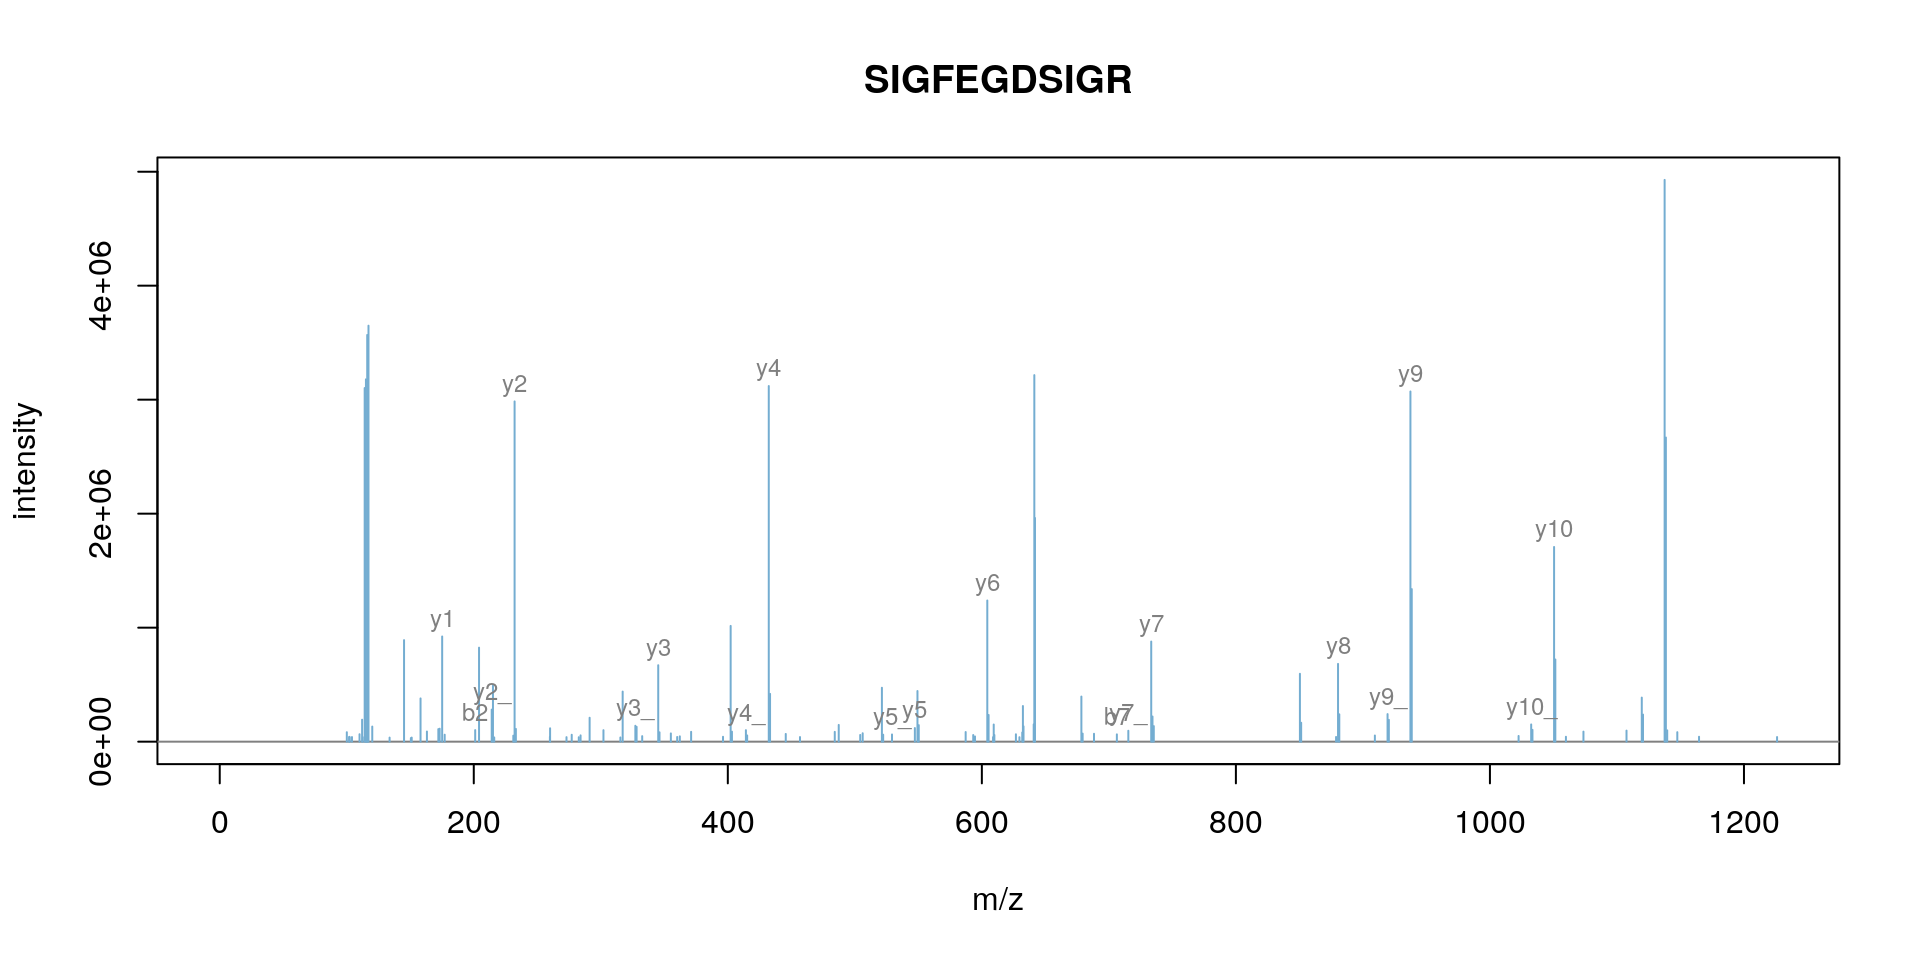 SIGFEGDSIGR
intensity
4e+06
2e+06
0e+00
y1
b2
y2_
y2
y3_
y3
y4_
y4
y5_
y5
y6
b7
y7_
y7
y8
y9_
y9
y10_
y10
0
200
400
600
800
1000
1200
m/z